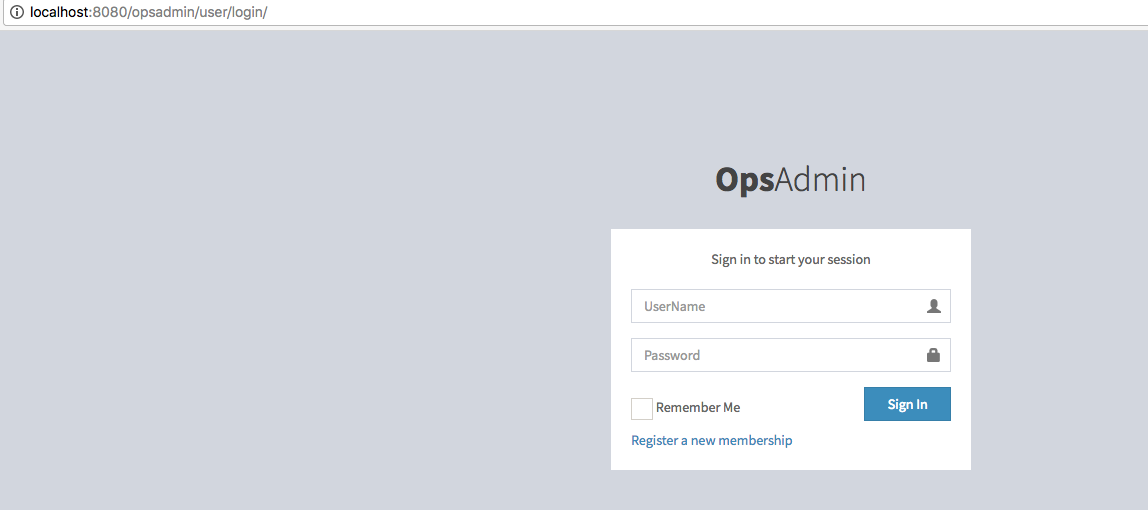 localhost:8080/opsadmin/user/login/
OpsAdmin
Sign in to start your session
UserName
Password
Remember Me
Sign In
Register a new membership